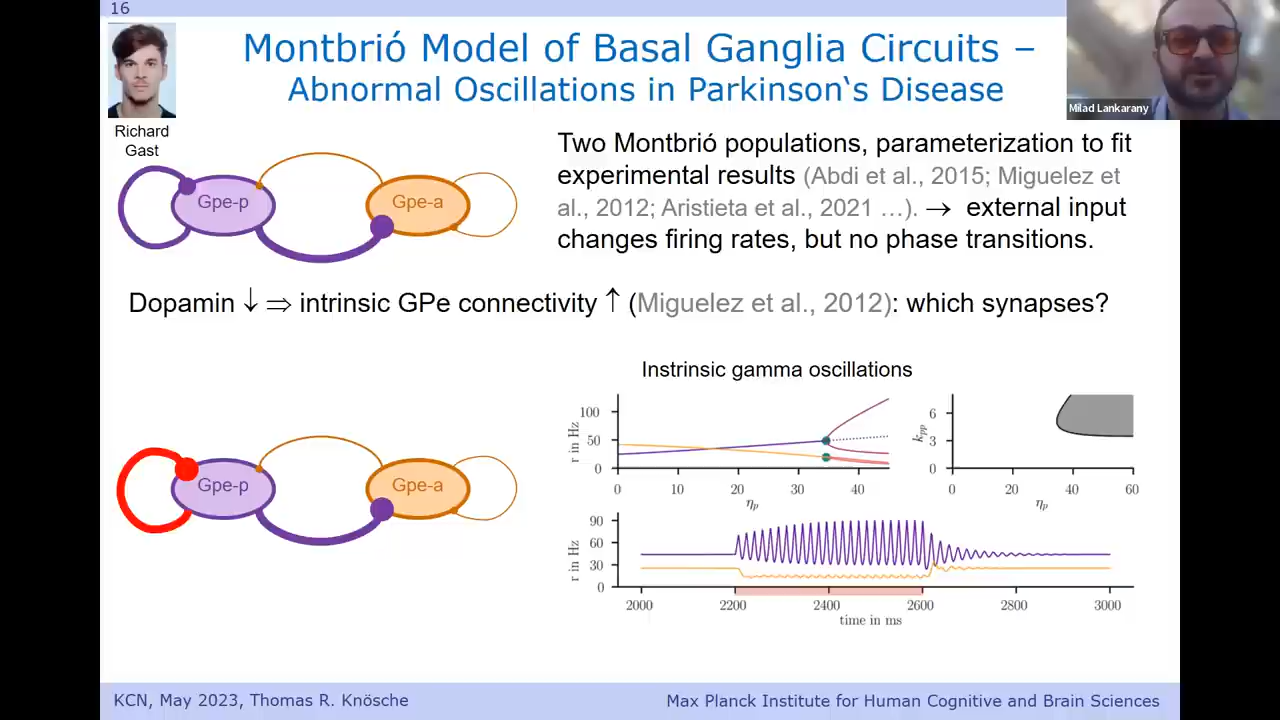 16
Montbrió Model of Basal Ganglia Circuits –
Abnormal Oscillations in Parkinson‘s Disease
Milad Lankarany
Richard
Gast
Gpe-p
Gpe-a
Two Montbrió populations, parameterization to fit
experimental results (Abdi et al., 2015; Miguelez et
al., 2012; Aristieta et al., 2021 …). → external input
changes firing rates, but no phase transitions.
Dopamin ↓ ⇒ intrinsic GPe connectivity ↑ (Miguelez et al., 2012): which synapses?
Instrinsic gamma oscillations
Gpe-p
Gpe-a
r in Hz
100
50
0
0 10 20 30 40
ηp
kpp
6
3
0
0 20 40 60
ηp
r in Hz
90
60
30
0
2000 2200 2400 2600 2800 3000
time in ms
KCN, May 2023, Thomas R. Knösche
Max Planck Institute for Human Cognitive and Brain Sciences